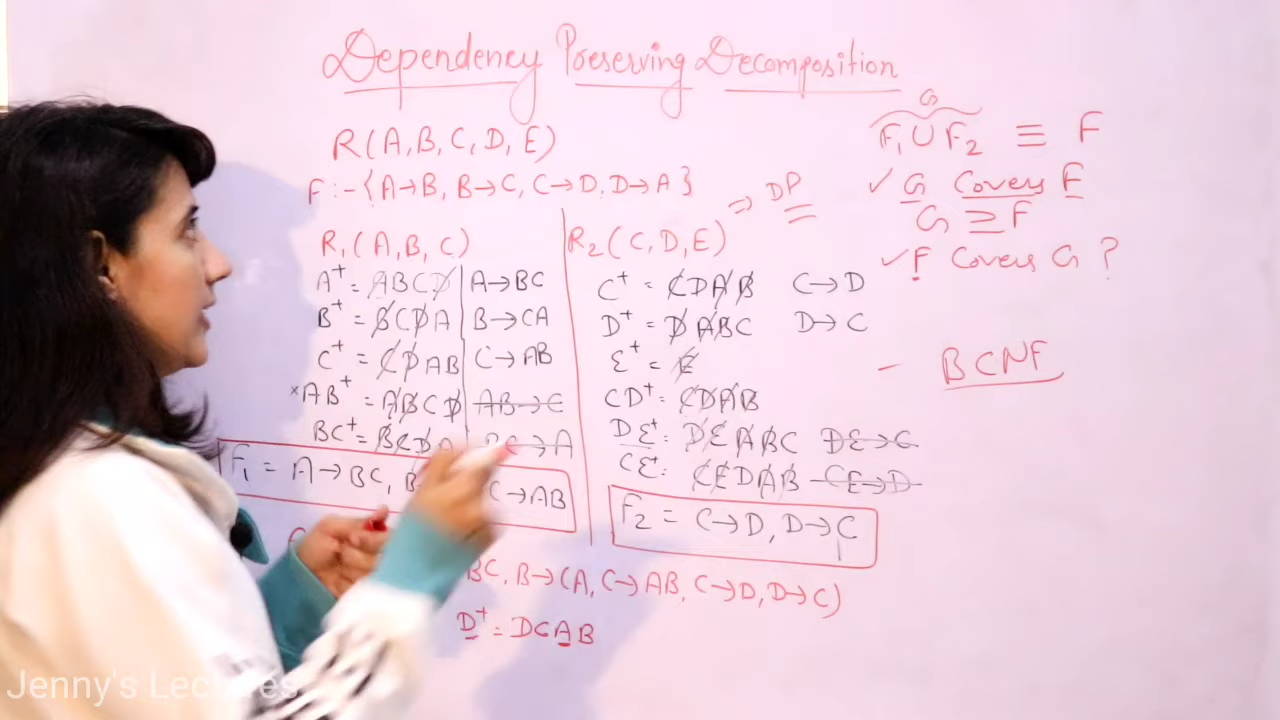 Dependency Preserving Decomposition
R(A,B,C,D,E)
F:-{A→B, B→C, C→D, D→A}
⇒ DP
R₁(A,B,C)
A⁺ = ABCD A→BC
B⁺ = BCDA B→CA
C⁺ = CDAB C→AB
×AB⁺ = ABCD AB→C
BC⁺ = BCDA BC→A
F₁ = A→BC, B C→AB
R₂(C,D,E)
C⁺ = CDAB C→D
D⁺ = DABC D→C
E⁺ = E
CD⁺: CDAB
DE⁺: DEABC DE→C
CE⁺: CEDAB CE→D
F₂ = C→D, D→C
BC, B→CA, C→AB, C→D, D→C)
D⁺ = DCAB
G
F₁ ∪ F₂ ≡ F
✓ G Covers F
G ⊇ F
✓ F Covers G ?
- BCNF
Jenny's Lectures